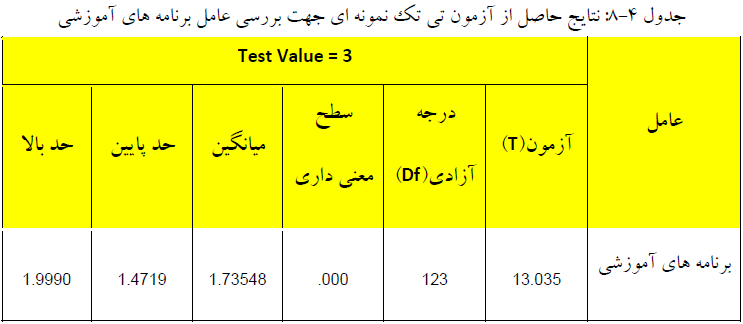 جدول ۴-۸: نتایج حاصل از آزمون تی تک نمونه ای جهت بررسی عامل برنامه های آموزشی
Test Value = 3
عامل
آزمون(T)
درجه
آزادی(Df)
سطح
معنی داری
میانگین
حد پایین
حد بالا
برنامه های آموزشی
13.035
123
.000
1.73548
1.4719
1.9990